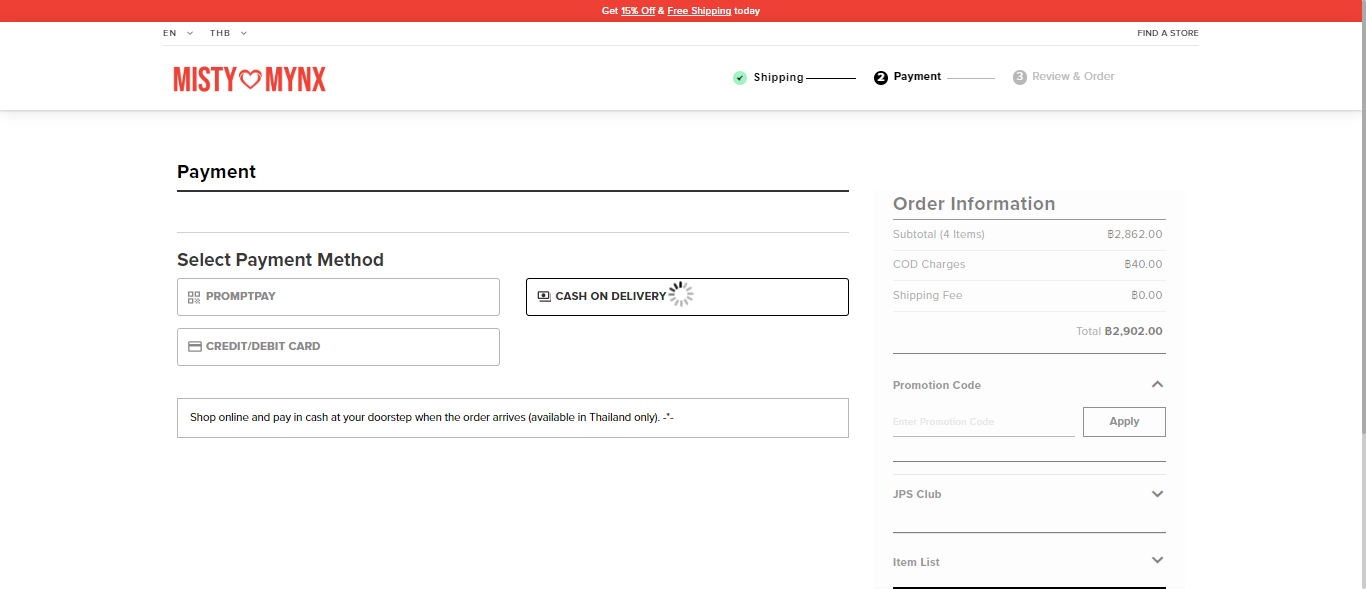 Get 15% Off & Free Shipping today
EN THB FIND A STORE
MISTY MYNX
Shipping 2 Payment 3 Review & Order
Payment
Select Payment Method
PROMPTPAY
CASH ON DELIVERY
CREDIT/DEBIT CARD
Shop online and pay in cash at your doorstep when the order arrives (available in Thailand only). -*-
Order Information
Subtotal (4 Items) ฿2,862.00
COD Charges ฿40.00
Shipping Fee ฿0.00
Total ฿2,902.00
Promotion Code
Enter Promotion Code Apply
JPS Club
Item List